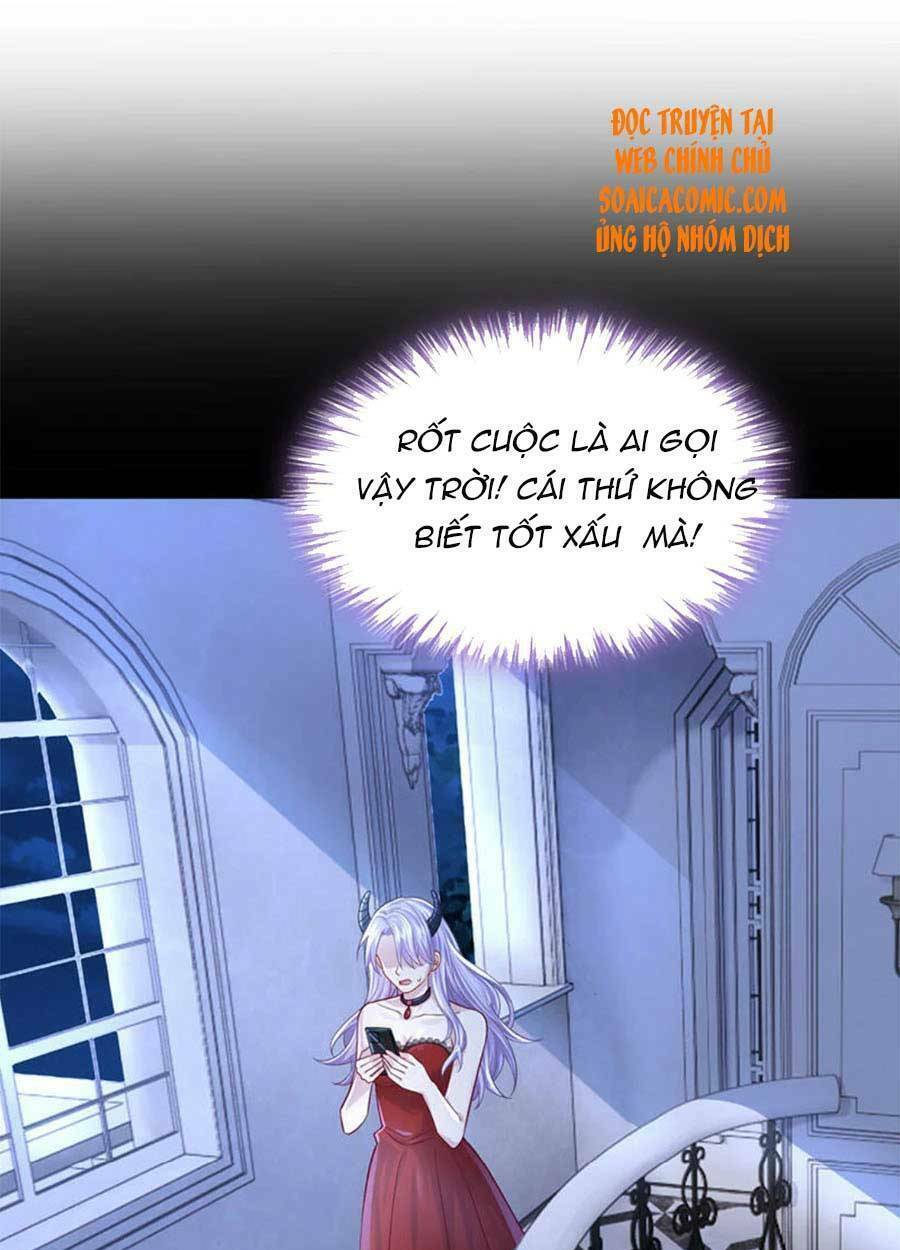 ĐỌC TRUYỆN TẠI
WEB CHÍNH CHỦ
SOAICACOMIC.COM
ỦNG HỘ NHÓM DỊCH
RỐT CUỘC LÀ AI GỌI
VẬY TRỜI! CÁI THỨ KHÔNG
BIẾT TỐT XẤU MÀ!